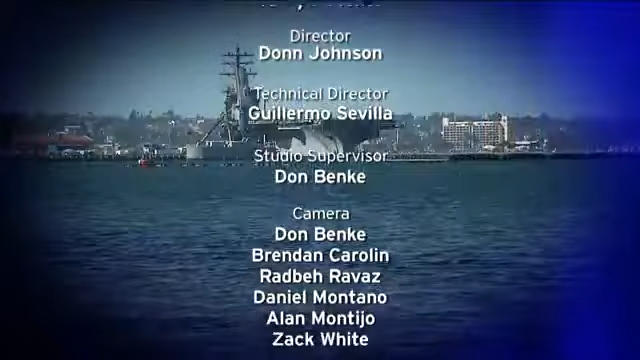 Director
Donn Johnson
Technical Director
Guillermo Sevilla
Studio Supervisor
Don Benke
Camera
Don Benke
Brendan Carolin
Radbeh Ravaz
Daniel Montano
Alan Montijo
Zack White